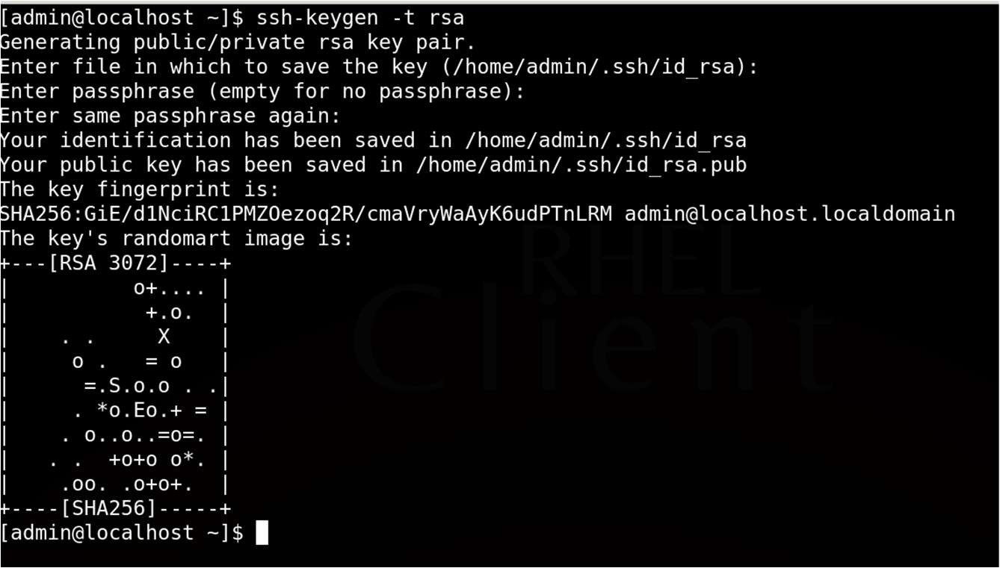 [admin@localhost ~]$ ssh-keygen -t rsa
Generating public/private rsa key pair.
Enter file in which to save the key (/home/admin/.ssh/id_rsa):
Enter passphrase (empty for no passphrase):
Enter same passphrase again:
Your identification has been saved in /home/admin/.ssh/id_rsa
Your public key has been saved in /home/admin/.ssh/id_rsa.pub
The key fingerprint is:
SHA256:GiE/d1NciRC1PMZOezoq2R/cmaVryWaAyK6udPTnLRM admin@localhost.localdomain
The key's randomart image is:
+---[RSA 3072]----+
|          o+.... |
|           +.o.  |
|    . .     X    |
|     o .   = o   |
|      =.S.o.o . .|
|     . *o.Eo.+ = |
|    . o..o..=o=. |
|   . .  +o+o o*. |
|    .oo. .o+o+.  |
+----[SHA256]-----+
[admin@localhost ~]$
RHEL
Client